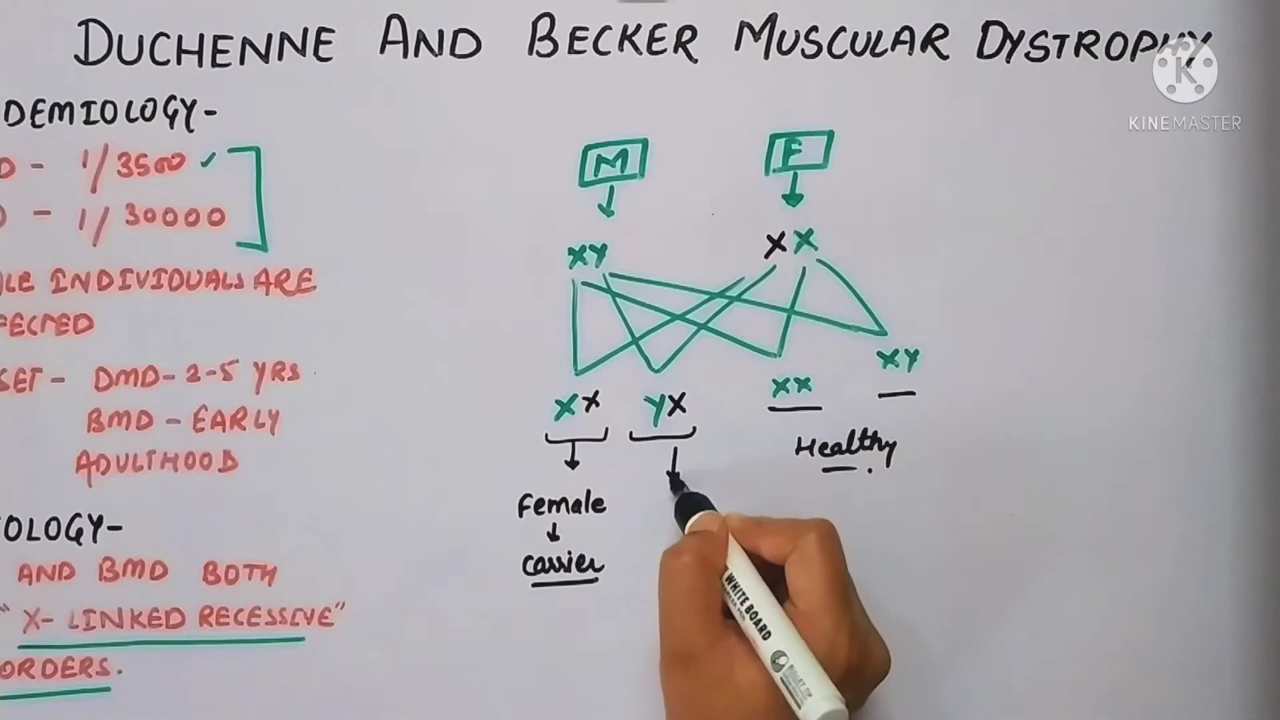 DUCHENNE AND BECKER MUSCULAR DYSTROPHY
KINEMASTER
DEMIOLOGY-
D - 1/3500 ✓
D - 1/30000
LE INDIVIDUALS ARE
FECTED
SET - DMD- 2-5 YRS
BMD - EARLY
ADULTHOOD
OLOGY-
AND BMD BOTH
"X- LINKED RECESSIVE"
ORDERS.
M F
XY XX
XX YX XX XY
Healthy
Female
Carrier
WHITE BOARD